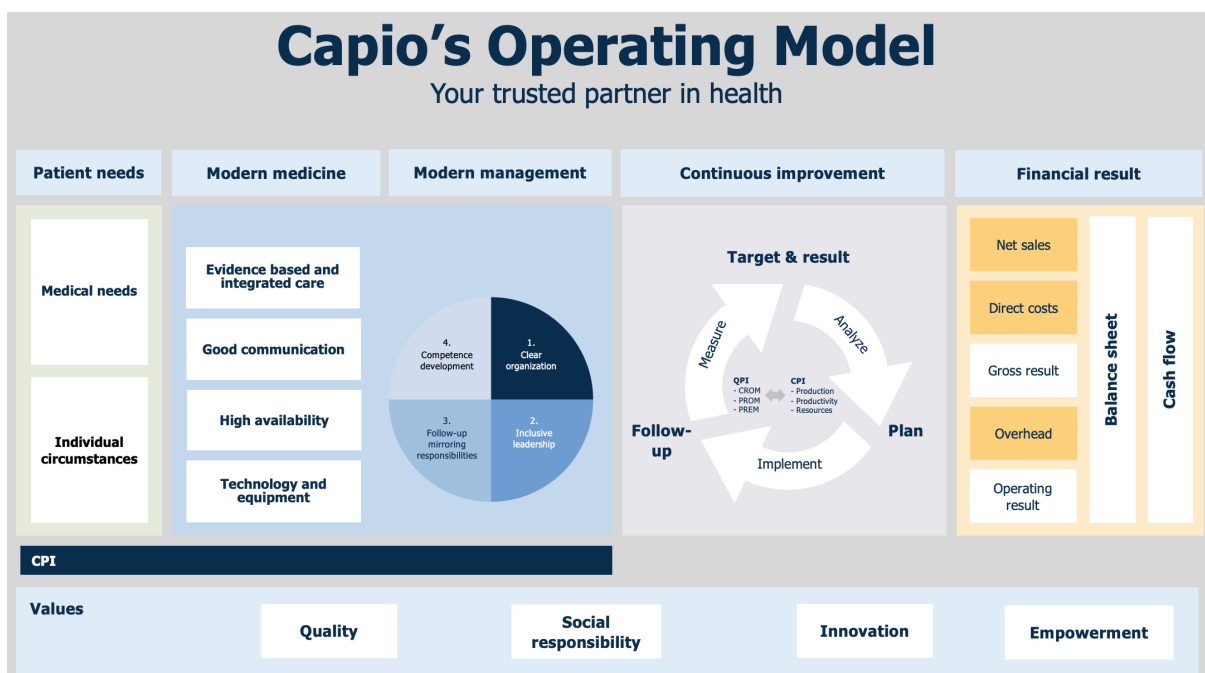 Capio’s Operating Model
Your trusted partner in health
Patient needs
Modern medicine
Modern management
Continuous improvement
Financial result
Medical needs
Individual
circumstances
Evidence based and
integrated care
Good communication
High availability
Technology and
equipment
1.
Clear
organization
2.
Inclusive
leadership
3.
Follow-up
mirroring
responsibilities
4.
Competence
development
Target & result
Measure
Analyze
QPI
- CROM
- PROM
- PREM
CPI
- Production
- Productivity
- Resources
Follow-
up
Plan
Implement
Net sales
Direct costs
Gross result
Overhead
Operating
result
Balance sheet
Cash flow
CPI
Values
Quality
Social
responsibility
Innovation
Empowerment